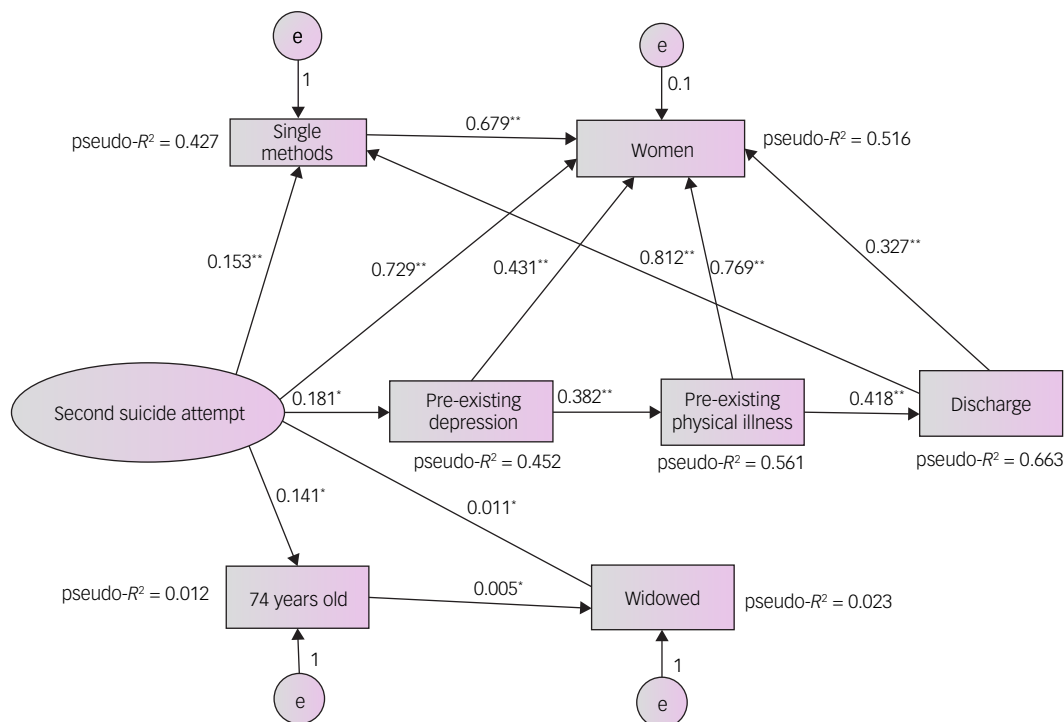 e
e
1
0.1
Single
methods
pseudo-R² = 0.427
0.679**
Women
pseudo-R² = 0.516
0.153**
0.729**
0.431**
0.812**
0.769**
0.327**
Second suicide attempt
0.181*
Pre-existing
depression
0.382**
Pre-existing
physical illness
0.418**
Discharge
pseudo-R² = 0.452
pseudo-R² = 0.561
pseudo-R² = 0.663
0.141*
0.011*
pseudo-R² = 0.012
74 years old
0.005*
Widowed
pseudo-R² = 0.023
1
1
e
e